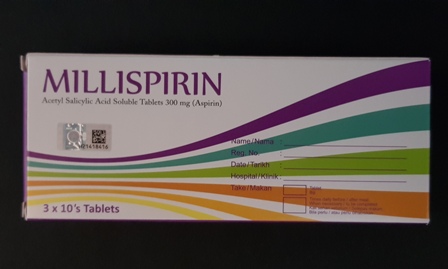 MILLISPIRIN
Acetyl Salicylic Acid Soluble Tablets 300 mg (Aspirin)
Name/Nama :
Reg. No. :
Date/Tarikh :
Hospital/Klinik :
Take/Makan
3 x 10's Tablets